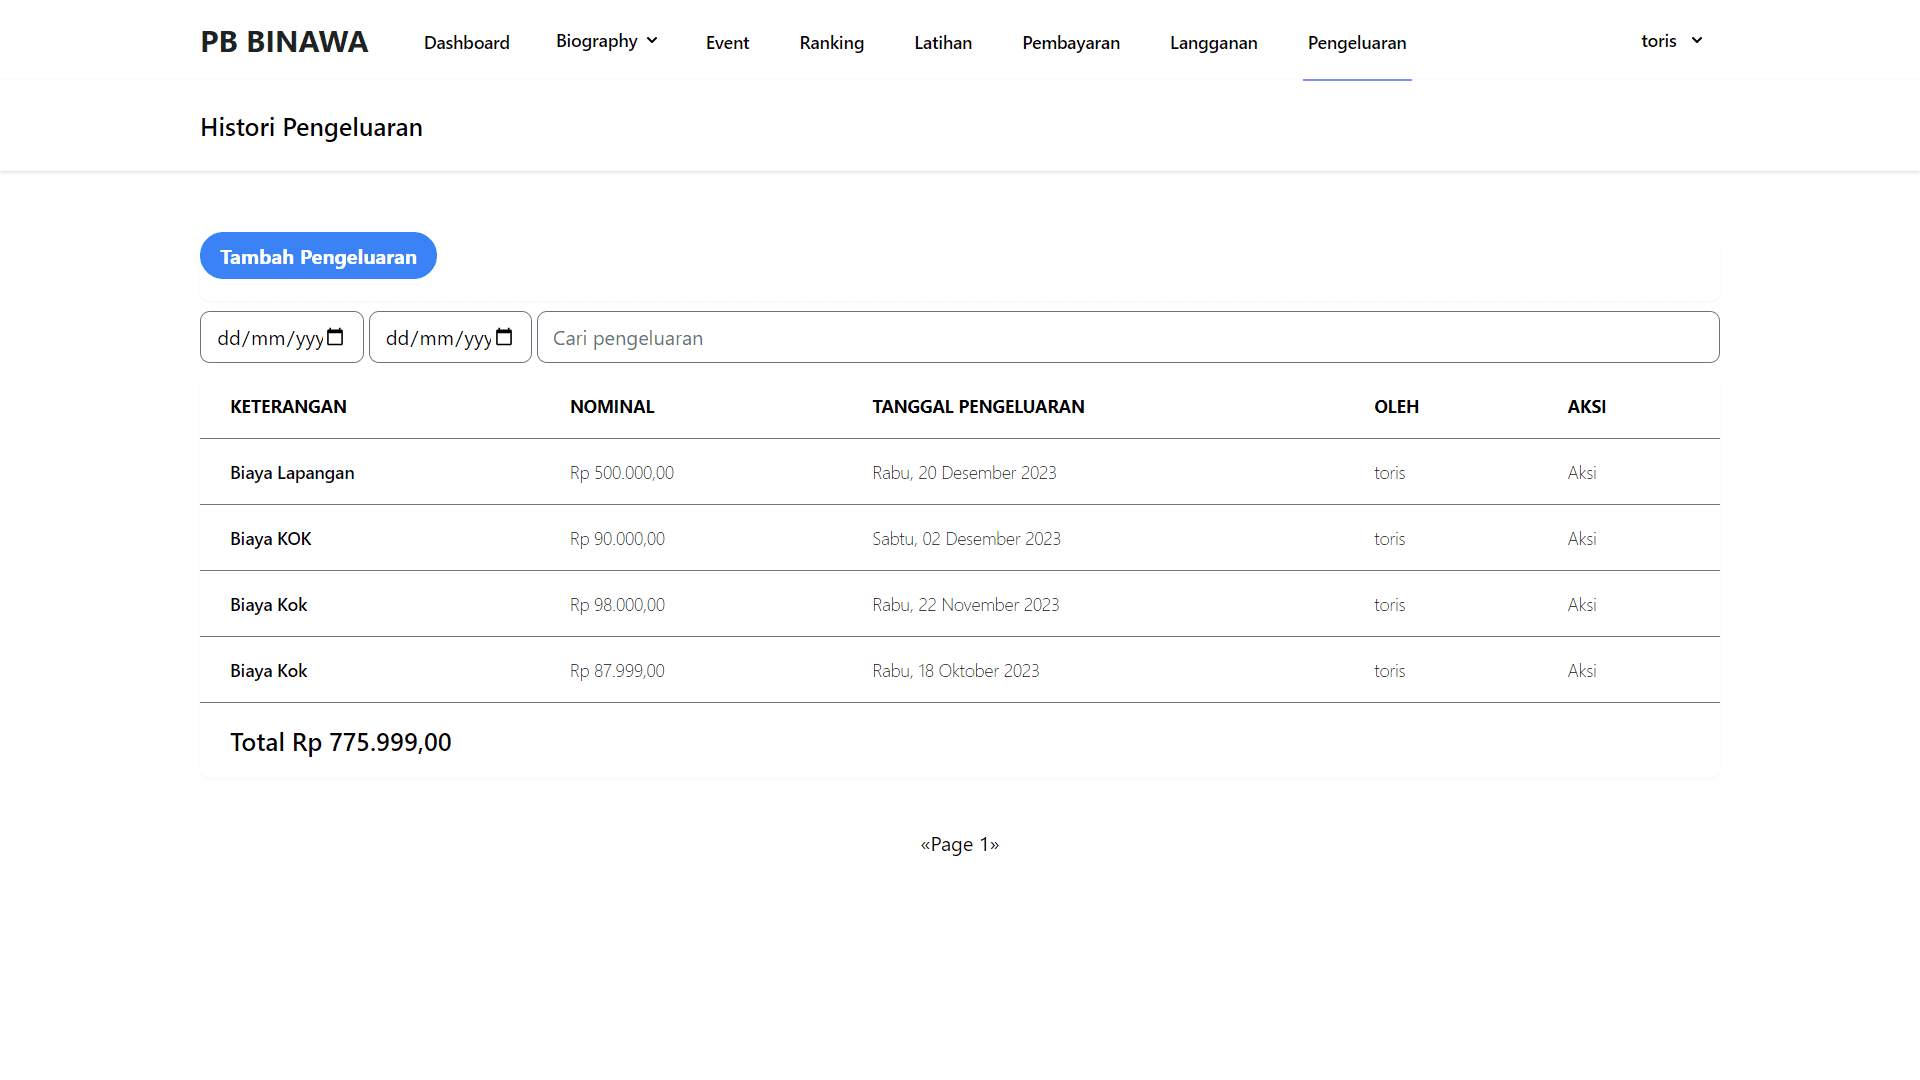 PB BINAWA Dashboard Biography Event Ranking Latihan Pembayaran Langganan Pengeluaran toris
Histori Pengeluaran
Tambah Pengeluaran
dd/mm/yyy dd/mm/yyy Cari pengeluaran
KETERANGAN NOMINAL TANGGAL PENGELUARAN OLEH AKSI
Biaya Lapangan Rp 500.000,00 Rabu, 20 Desember 2023 toris Aksi
Biaya KOK Rp 90.000,00 Sabtu, 02 Desember 2023 toris Aksi
Biaya Kok Rp 98.000,00 Rabu, 22 November 2023 toris Aksi
Biaya Kok Rp 87.999,00 Rabu, 18 Oktober 2023 toris Aksi
Total Rp 775.999,00
«Page 1»